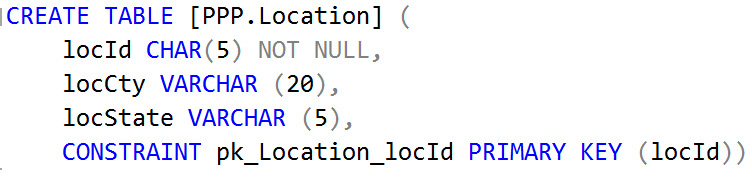 CREATE TABLE [PPP.Location] (
locId CHAR(5) NOT NULL,
locCty VARCHAR (20),
locState VARCHAR (5),
CONSTRAINT pk_Location_locId PRIMARY KEY (locId))